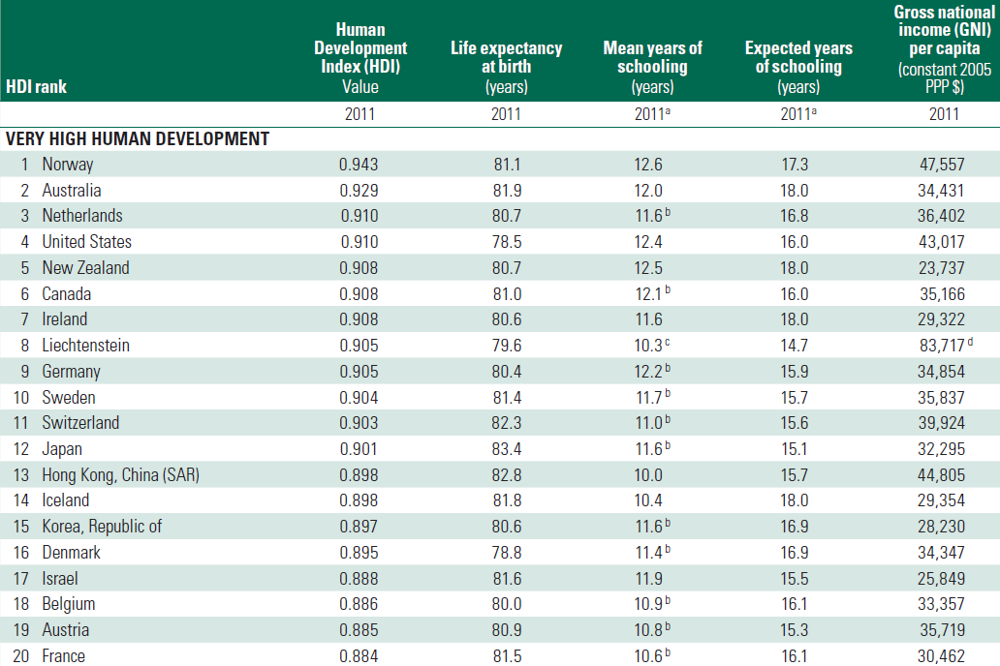 HDI rank Human Development Index (HDI) Value Life expectancy at birth (years) Mean years of schooling (years) Expected years of schooling (years) Gross national income (GNI) per capita (constant 2005 PPP $)
2011 2011 2011a 2011a 2011
VERY HIGH HUMAN DEVELOPMENT
1 Norway 0.943 81.1 12.6 17.3 47,557
2 Australia 0.929 81.9 12.0 18.0 34,431
3 Netherlands 0.910 80.7 11.6 b 16.8 36,402
4 United States 0.910 78.5 12.4 16.0 43,017
5 New Zealand 0.908 80.7 12.5 18.0 23,737
6 Canada 0.908 81.0 12.1 b 16.0 35,166
7 Ireland 0.908 80.6 11.6 18.0 29,322
8 Liechtenstein 0.905 79.6 10.3 c 14.7 83,717 d
9 Germany 0.905 80.4 12.2 b 15.9 34,854
10 Sweden 0.904 81.4 11.7 b 15.7 35,837
11 Switzerland 0.903 82.3 11.0 b 15.6 39,924
12 Japan 0.901 83.4 11.6 b 15.1 32,295
13 Hong Kong, China (SAR) 0.898 82.8 10.0 15.7 44,805
14 Iceland 0.898 81.8 10.4 18.0 29,354
15 Korea, Republic of 0.897 80.6 11.6 b 16.9 28,230
16 Denmark 0.895 78.8 11.4 b 16.9 34,347
17 Israel 0.888 81.6 11.9 15.5 25,849
18 Belgium 0.886 80.0 10.9 b 16.1 33,357
19 Austria 0.885 80.9 10.8 b 15.3 35,719
20 France 0.884 81.5 10.6 b 16.1 30,462